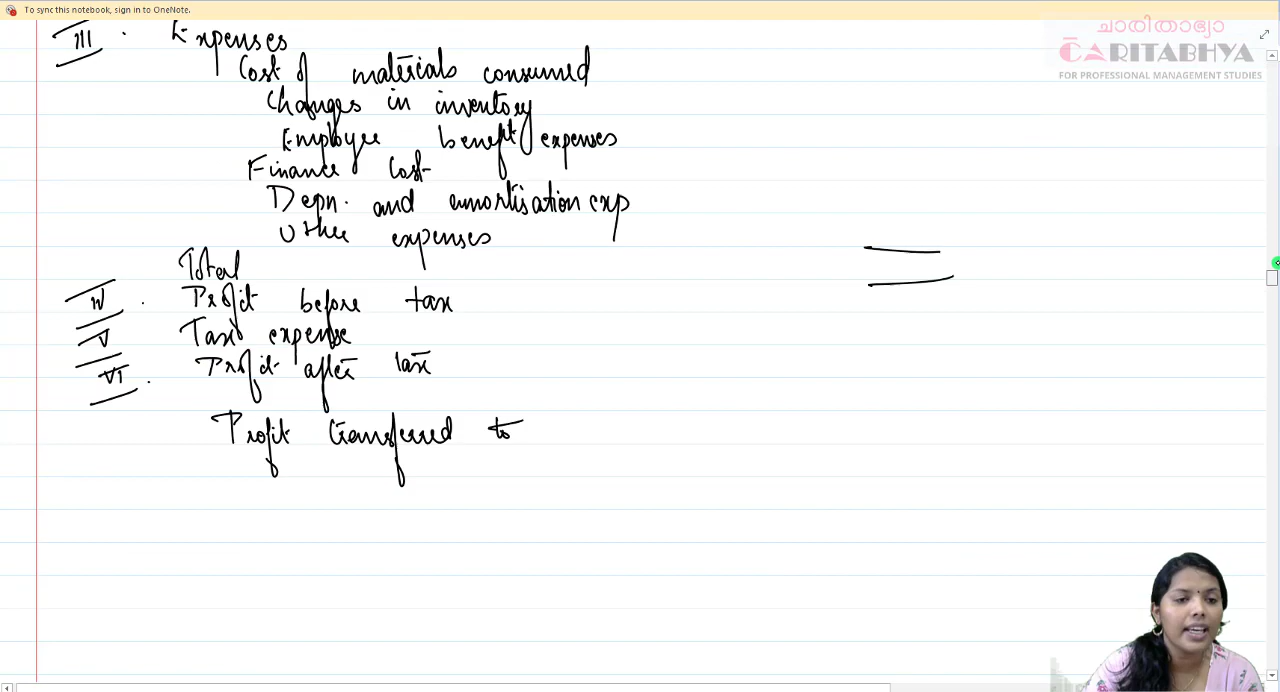 To sync this notebook, sign in to OneNote.
ചാരിതാഭ്യാ
CARITABHYA
FOR PROFESSIONAL MANAGEMENT STUDIES
III . Expenses
Cost of materials consumed
Changes in inventory
Employee benefit expenses
Finance Cost
Depn. and amortisation exp
Other expenses
Total
IV . Profit before tax
V Tax expense
VI . Profit after tax
Profit transferred to